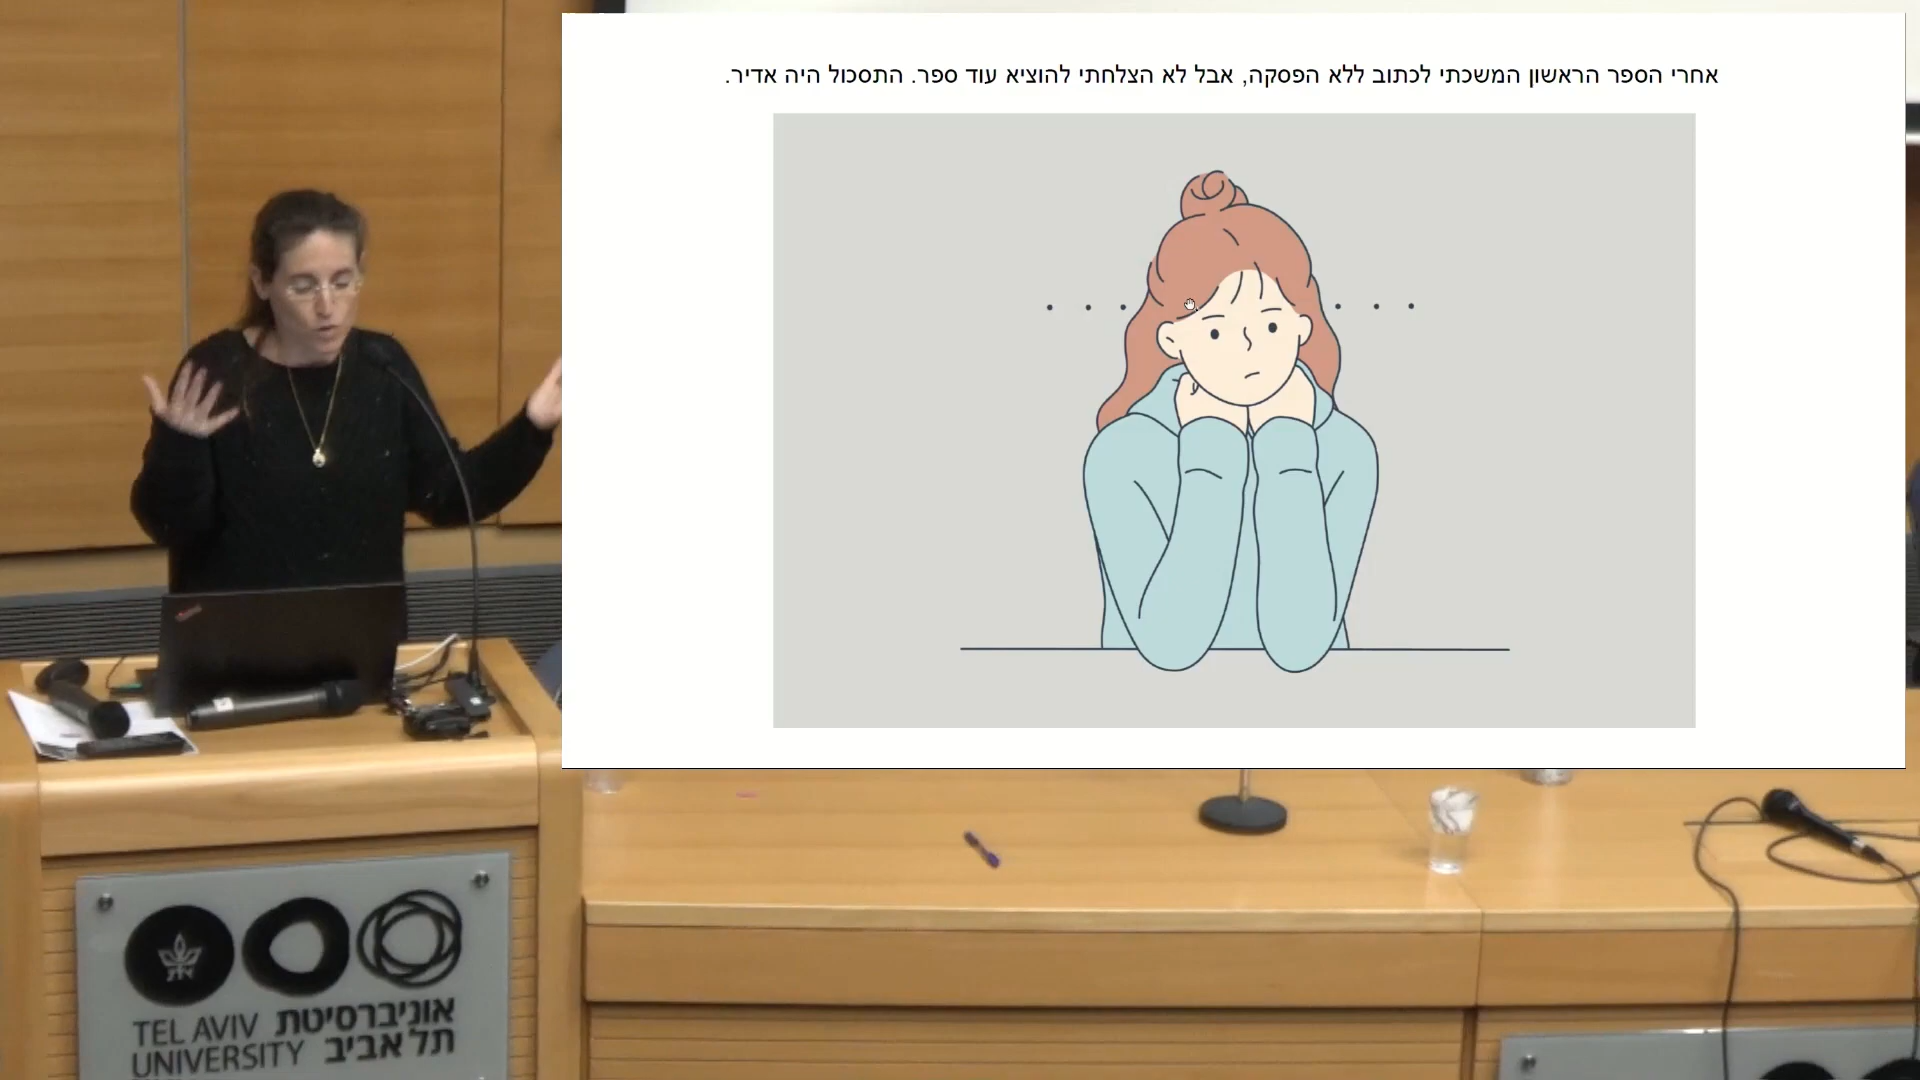 אחרי הספר הראשון המשכתי לכתוב ללא הפסקה, אבל לא הצלחתי להוציא עוד ספר. התסכול היה אדיר.
TEL AVIV אוניברסיטת
UNIVERSITY תל אביב